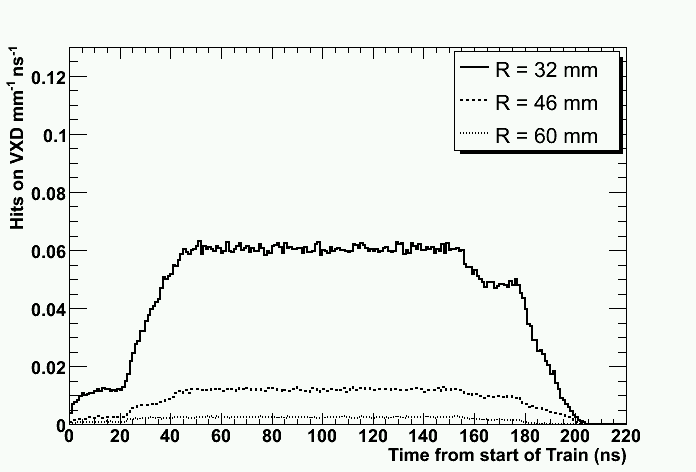 Hits on VXD mm⁻¹ ns⁻¹
0.12
0.1
0.08
0.06
0.04
0.02
0
R = 32 mm
R = 46 mm
R = 60 mm
0 20 40 60 80 100 120 140 160 180 200 220
Time from start of Train (ns)